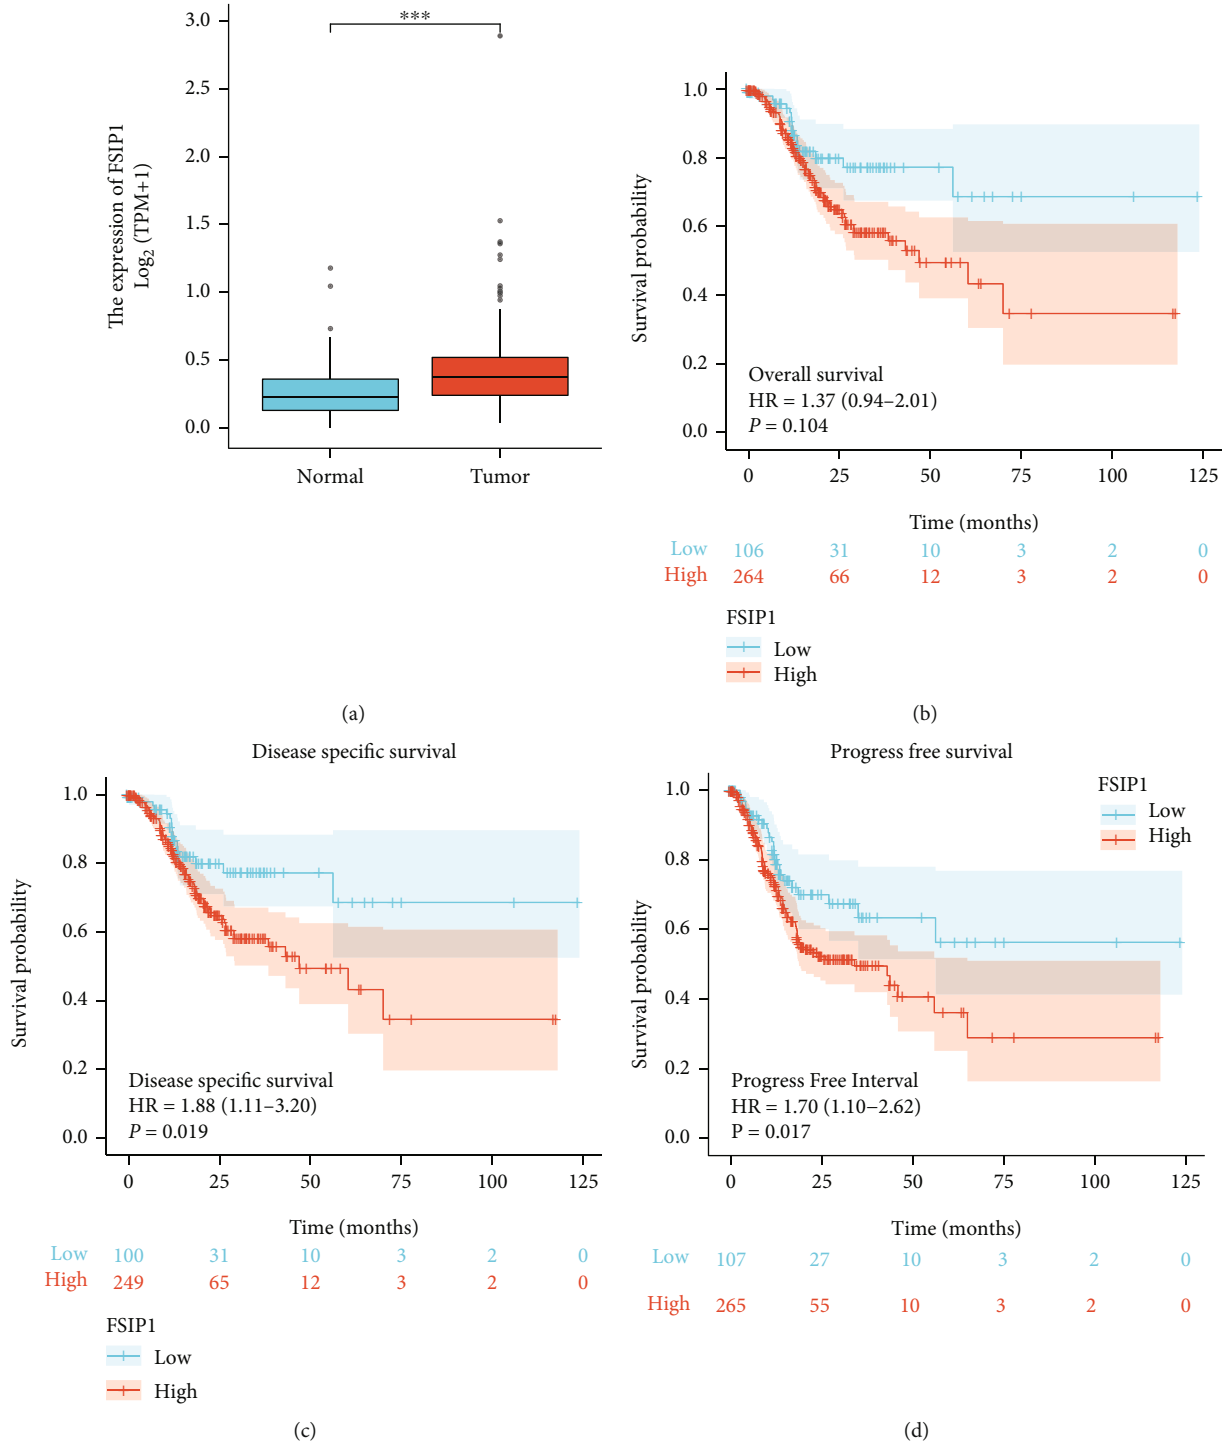 ***
3.0
2.5
2.0
1.5
1.0
0.5
0.0
The expression of FSIP1
Log2 (TPM+1)
Normal Tumor
(a)
1.0
0.8
0.6
0.4
0.2
0.0
Survival probability
Overall survival
HR = 1.37 (0.94–2.01)
P = 0.104
0 25 50 75 100 125
Time (months)
Low 106 31 10 3 2 0
High 264 66 12 3 2 0
FSIP1
Low
High
(b)
Disease specific survival
1.0
0.8
0.6
0.4
0.2
0.0
Survival probability
Disease specific survival
HR = 1.88 (1.11–3.20)
P = 0.019
0 25 50 75 100 125
Time (months)
Low 100 31 10 3 2 0
High 249 65 12 3 2 0
FSIP1
Low
High
(c)
Progress free survival
FSIP1
Low
High
1.0
0.8
0.6
0.4
0.2
0.0
Survival probability
Progress Free Interval
HR = 1.70 (1.10–2.62)
P = 0.017
0 25 50 75 100 125
Time (months)
Low 107 27 10 3 2 0
High 265 55 10 3 2 0
(d)